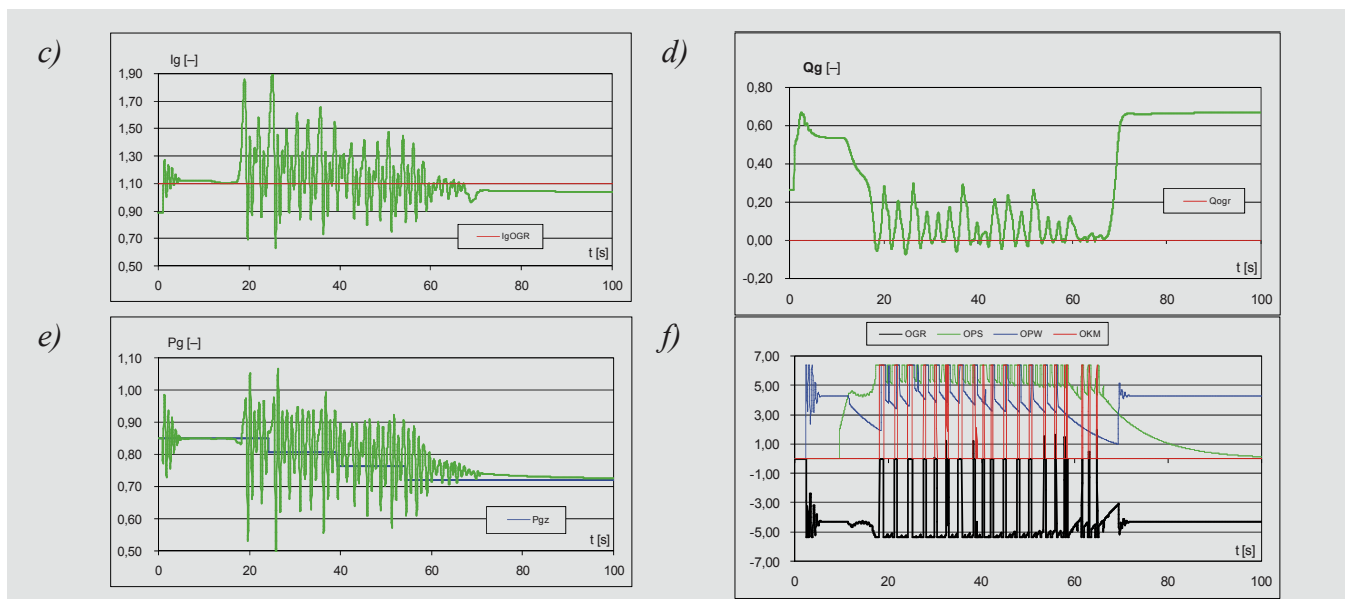 c)
Ig [–]
1,90
1,70
1,50
1,30
1,10
0,90
0,70
0,50
IgOGR
t [s]
0 20 40 60 80 100
d)
Qg [–]
0,80
0,60
0,40
0,20
0,00
-0,20
Qogr
t [s]
0 20 40 60 80 100
e)
Pg [–]
1,10
1,00
0,90
0,80
0,70
0,60
0,50
Pgz
t [s]
0 20 40 60 80 100
f)
OGR OPS OPW OKM
7,00
5,00
3,00
1,00
-1,00
-3,00
-5,00
-7,00
t [s]
0 20 40 60 80 100